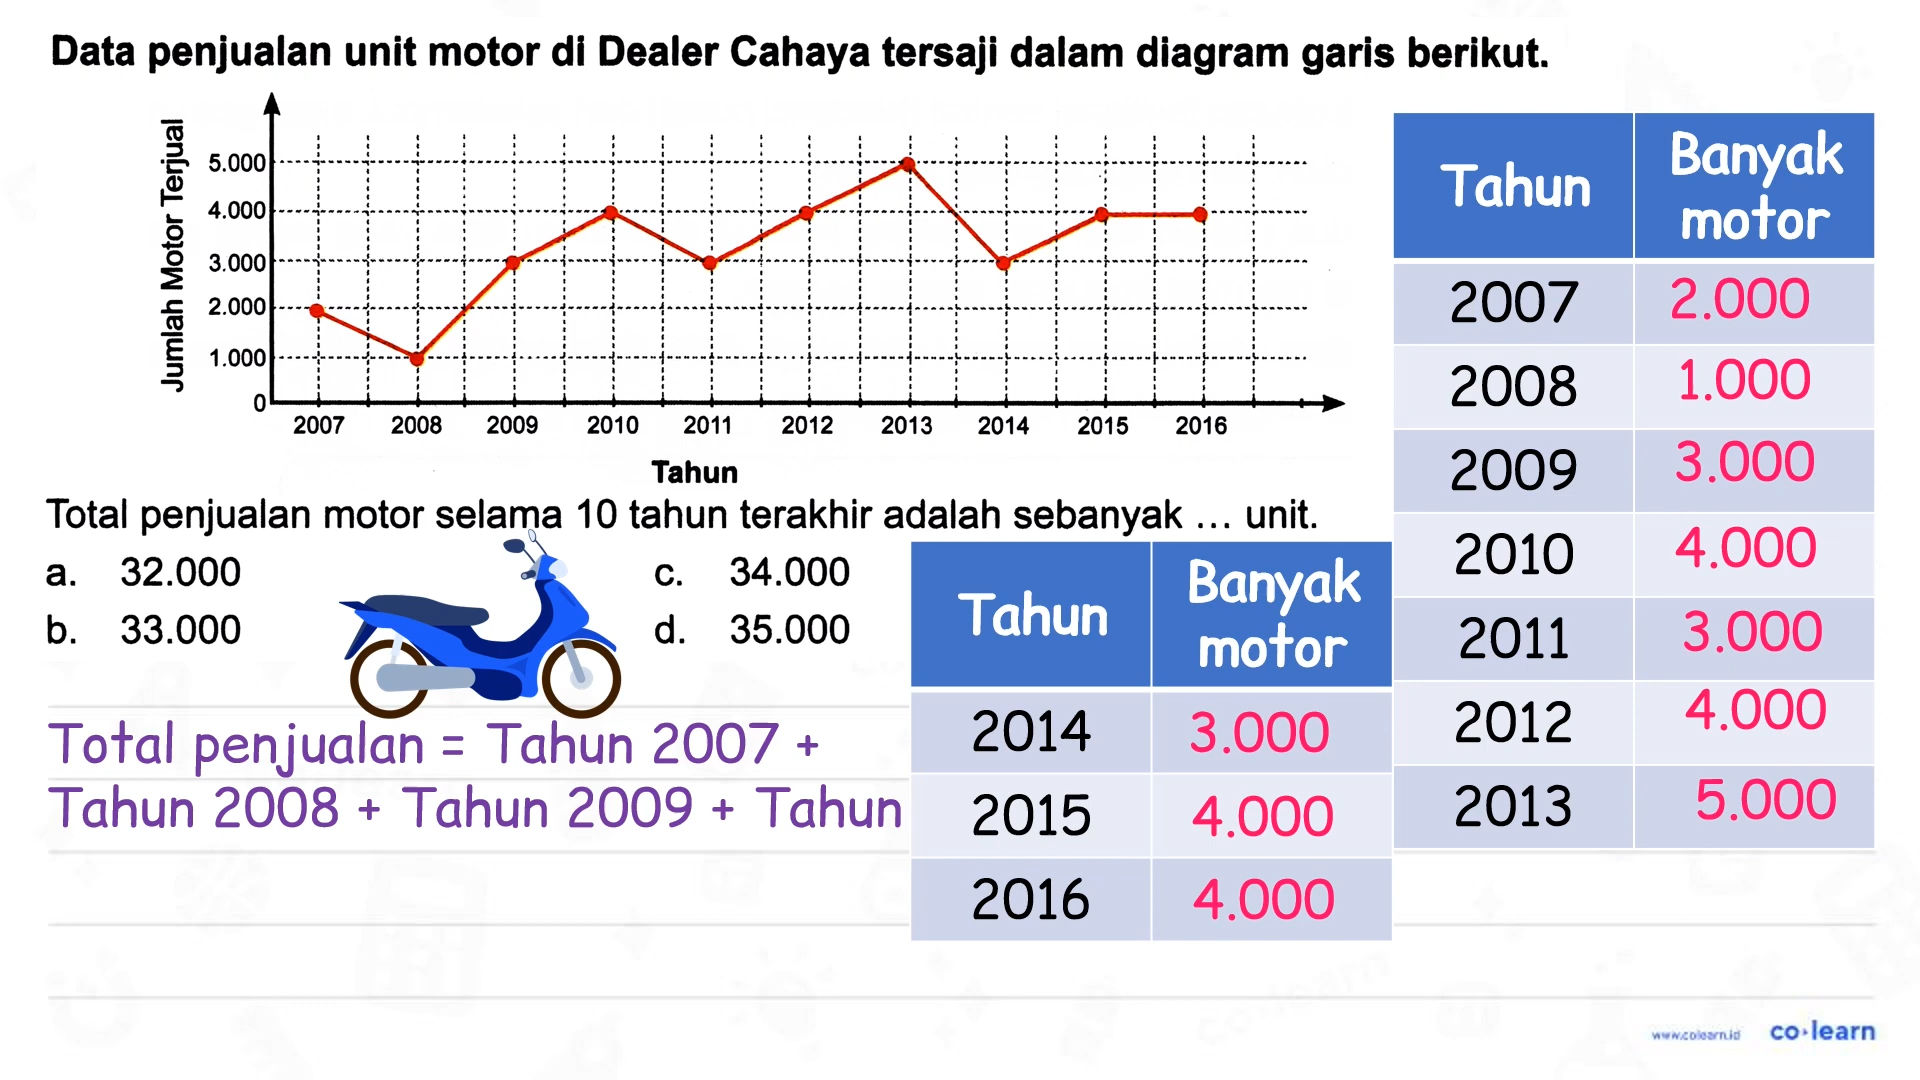 Data penjualan unit motor di Dealer Cahaya tersaji dalam diagram garis berikut.
Jumlah Motor Terjual
5.000
4.000
3.000
2.000
1.000
0
2007 2008 2009 2010 2011 2012 2013 2014 2015 2016
Tahun
Total penjualan motor selama 10 tahun terakhir adalah sebanyak ... unit.
a. 32.000 c. 34.000
b. 33.000 d. 35.000
Total penjualan = Tahun 2007 +
Tahun 2008 + Tahun 2009 + Tahun
Tahun Banyak motor
2014 3.000
2015 4.000
2016 4.000
Tahun Banyak motor
2007 2.000
2008 1.000
2009 3.000
2010 4.000
2011 3.000
2012 4.000
2013 5.000
www.colearn.id co·learn